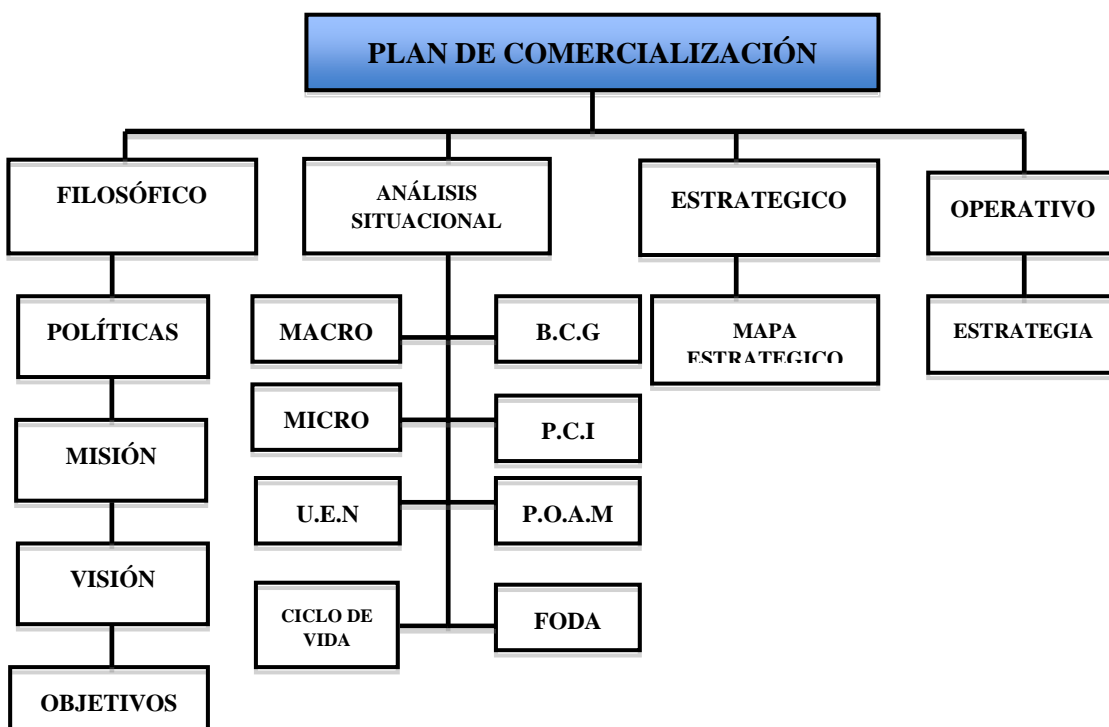 PLAN DE COMERCIALIZACIÓN
FILOSÓFICO
ANÁLISIS
SITUACIONAL
ESTRATEGICO
OPERATIVO
POLÍTICAS
MACRO
B.C.G
MAPA
ESTRATEGICO
ESTRATEGIA
MISIÓN
MICRO
P.C.I
U.E.N
P.O.A.M
VISIÓN
CICLO DE
VIDA
FODA
OBJETIVOS